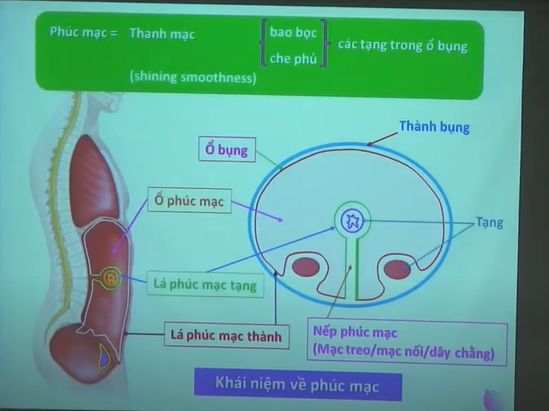 Phúc mạc = Thanh mạc
bao bọc
che phủ
các tạng trong ổ bụng
(shining smoothness)
Thành bụng
Ổ bụng
Ổ phúc mạc
Tạng
Lá phúc mạc tạng
Lá phúc mạc thành
Nếp phúc mạc
(Mạc treo/mạc nối/dây chằng)
Khái niệm về phúc mạc